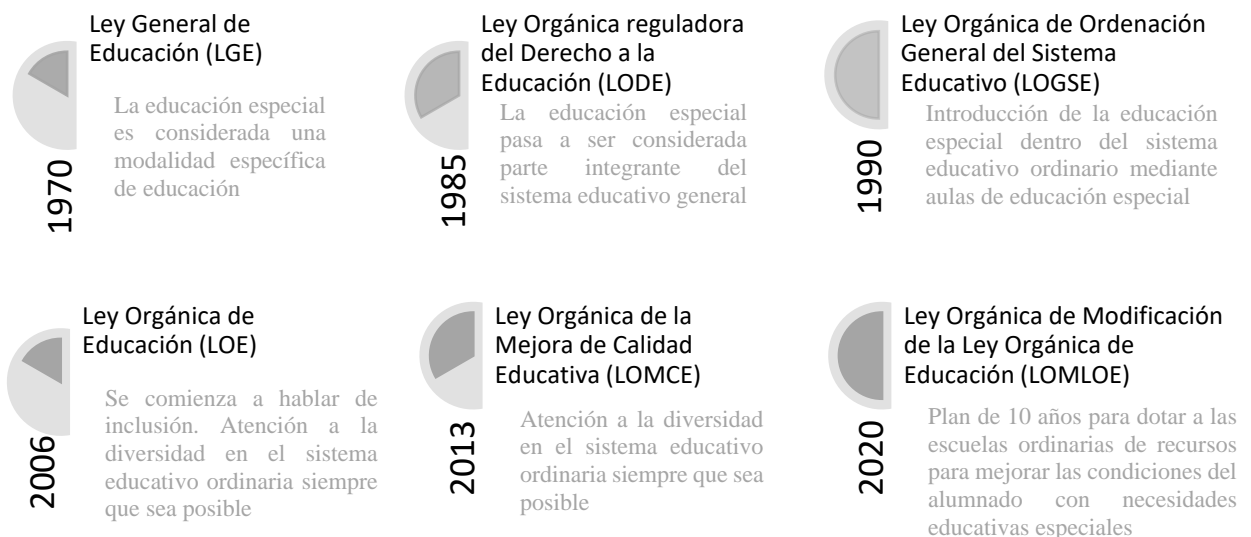 Ley General de
Educación (LGE)
La educación especial
es considerada una
modalidad específica
de educación
1970
Ley Orgánica reguladora
del Derecho a la
Educación (LODE)
La educación especial
pasa a ser considerada
parte integrante del
sistema educativo general
1985
Ley Orgánica de Ordenación
General del Sistema
Educativo (LOGSE)
Introducción de la educación
especial dentro del sistema
educativo ordinario mediante
aulas de educación especial
1990
Ley Orgánica de
Educación (LOE)
Se comienza a hablar de
inclusión. Atención a la
diversidad en el sistema
educativo ordinaria siempre
que sea posible
2006
Ley Orgánica de la
Mejora de Calidad
Educativa (LOMCE)
Atención a la diversidad
en el sistema educativo
ordinaria siempre que sea
posible
2013
Ley Orgánica de Modificación
de la Ley Orgánica de
Educación (LOMLOE)
Plan de 10 años para dotar a las
escuelas ordinarias de recursos
para mejorar las condiciones del
alumnado con necesidades
educativas especiales
2020